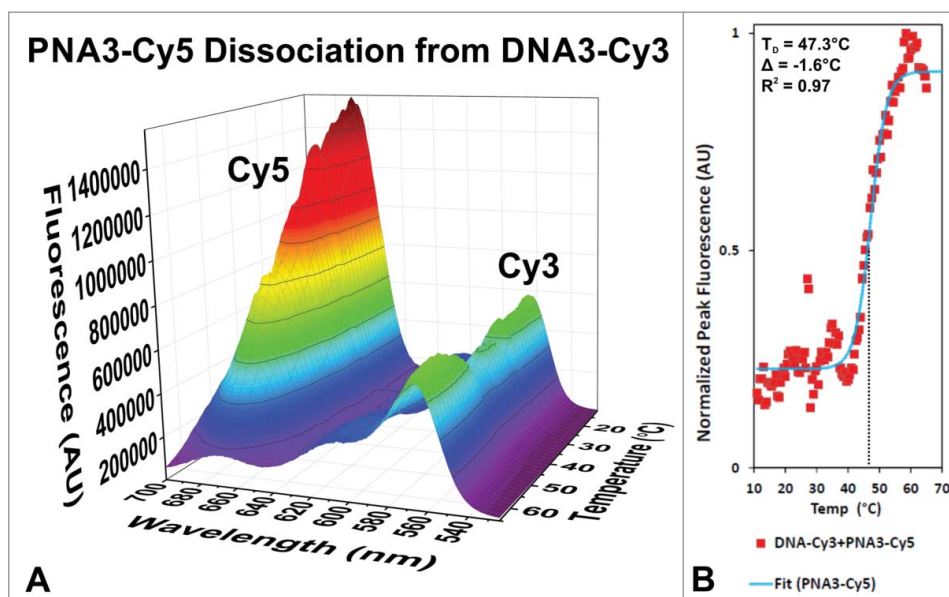 PNA3-Cy5 Dissociation from DNA3-Cy3
Cy5
Cy3
Fluorescence (AU)
1400000
1200000
1000000
800000
600000
400000
200000
700
680
660
640
620
600
580
560
540
Wavelength (nm)
20
30
40
50
60
Temperature (°C)
A
B
T_D = 47.3°C
Δ = -1.6°C
R² = 0.97
Normalized Peak Fluorescence (AU)
1
0.5
0
10 20 30 40 50 60 70
Temp (°C)
DNA-Cy3+PNA3-Cy5
Fit (PNA3-Cy5)